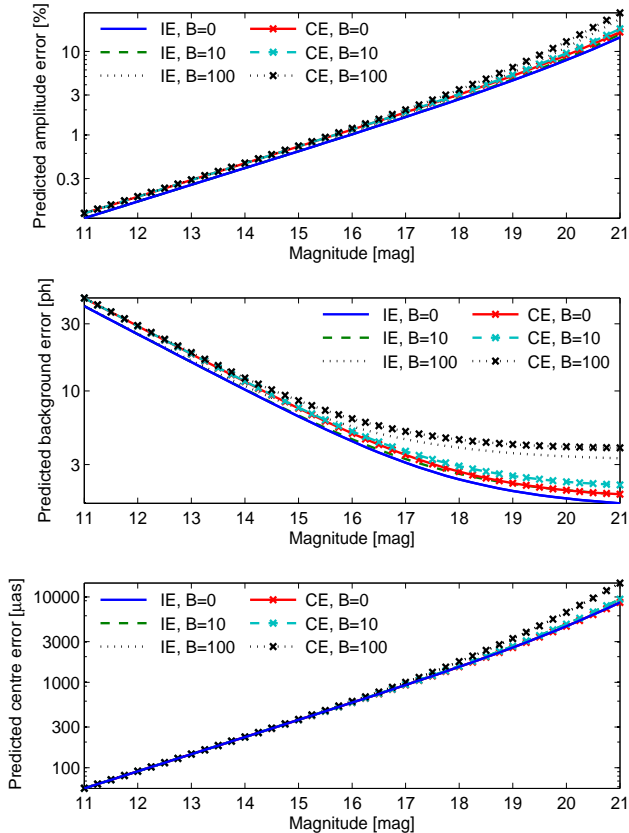 Predicted amplitude error [%]
10
1
0.3
IE, B=0
IE, B=10
IE, B=100
CE, B=0
CE, B=10
CE, B=100
11 12 13 14 15 16 17 18 19 20 21
Magnitude [mag]
Predicted background error [ph]
30
10
3
IE, B=0
IE, B=10
IE, B=100
CE, B=0
CE, B=10
CE, B=100
11 12 13 14 15 16 17 18 19 20 21
Magnitude [mag]
Predicted centre error [µas]
10000
3000
1000
300
100
IE, B=0
IE, B=10
IE, B=100
CE, B=0
CE, B=10
CE, B=100
11 12 13 14 15 16 17 18 19 20 21
Magnitude [mag]